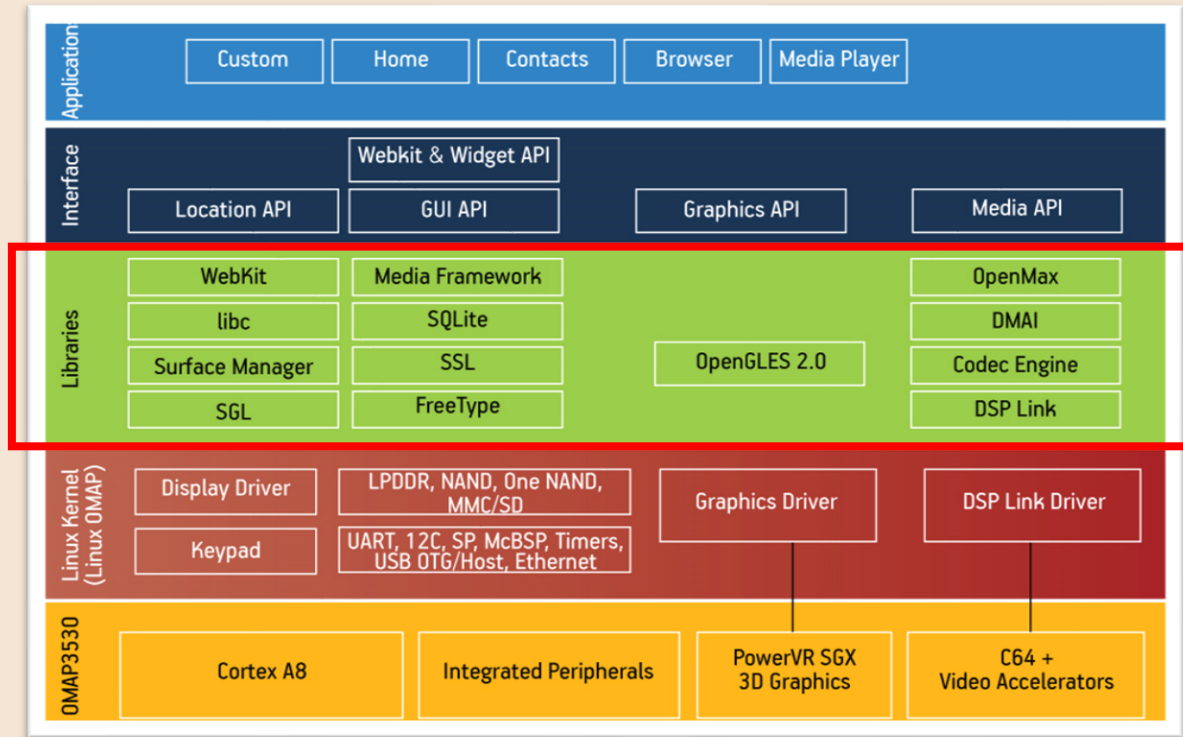 Application
Custom
Home
Contacts
Browser
Media Player
Interface
Webkit & Widget API
Location API
GUI API
Graphics API
Media API
Libraries
WebKit
Media Framework
OpenMax
libc
SQLite
DMAI
Surface Manager
SSL
OpenGLES 2.0
Codec Engine
SGL
FreeType
DSP Link
Linux Kernel
(Linux OMAP)
Display Driver
LPDDR, NAND, One NAND,
MMC/SD
Graphics Driver
DSP Link Driver
Keypad
UART, 12C, SP, McBSP, Timers,
USB OTG/Host, Ethernet
OMAP3530
Cortex A8
Integrated Peripherals
PowerVR SGX
3D Graphics
C64 +
Video Accelerators